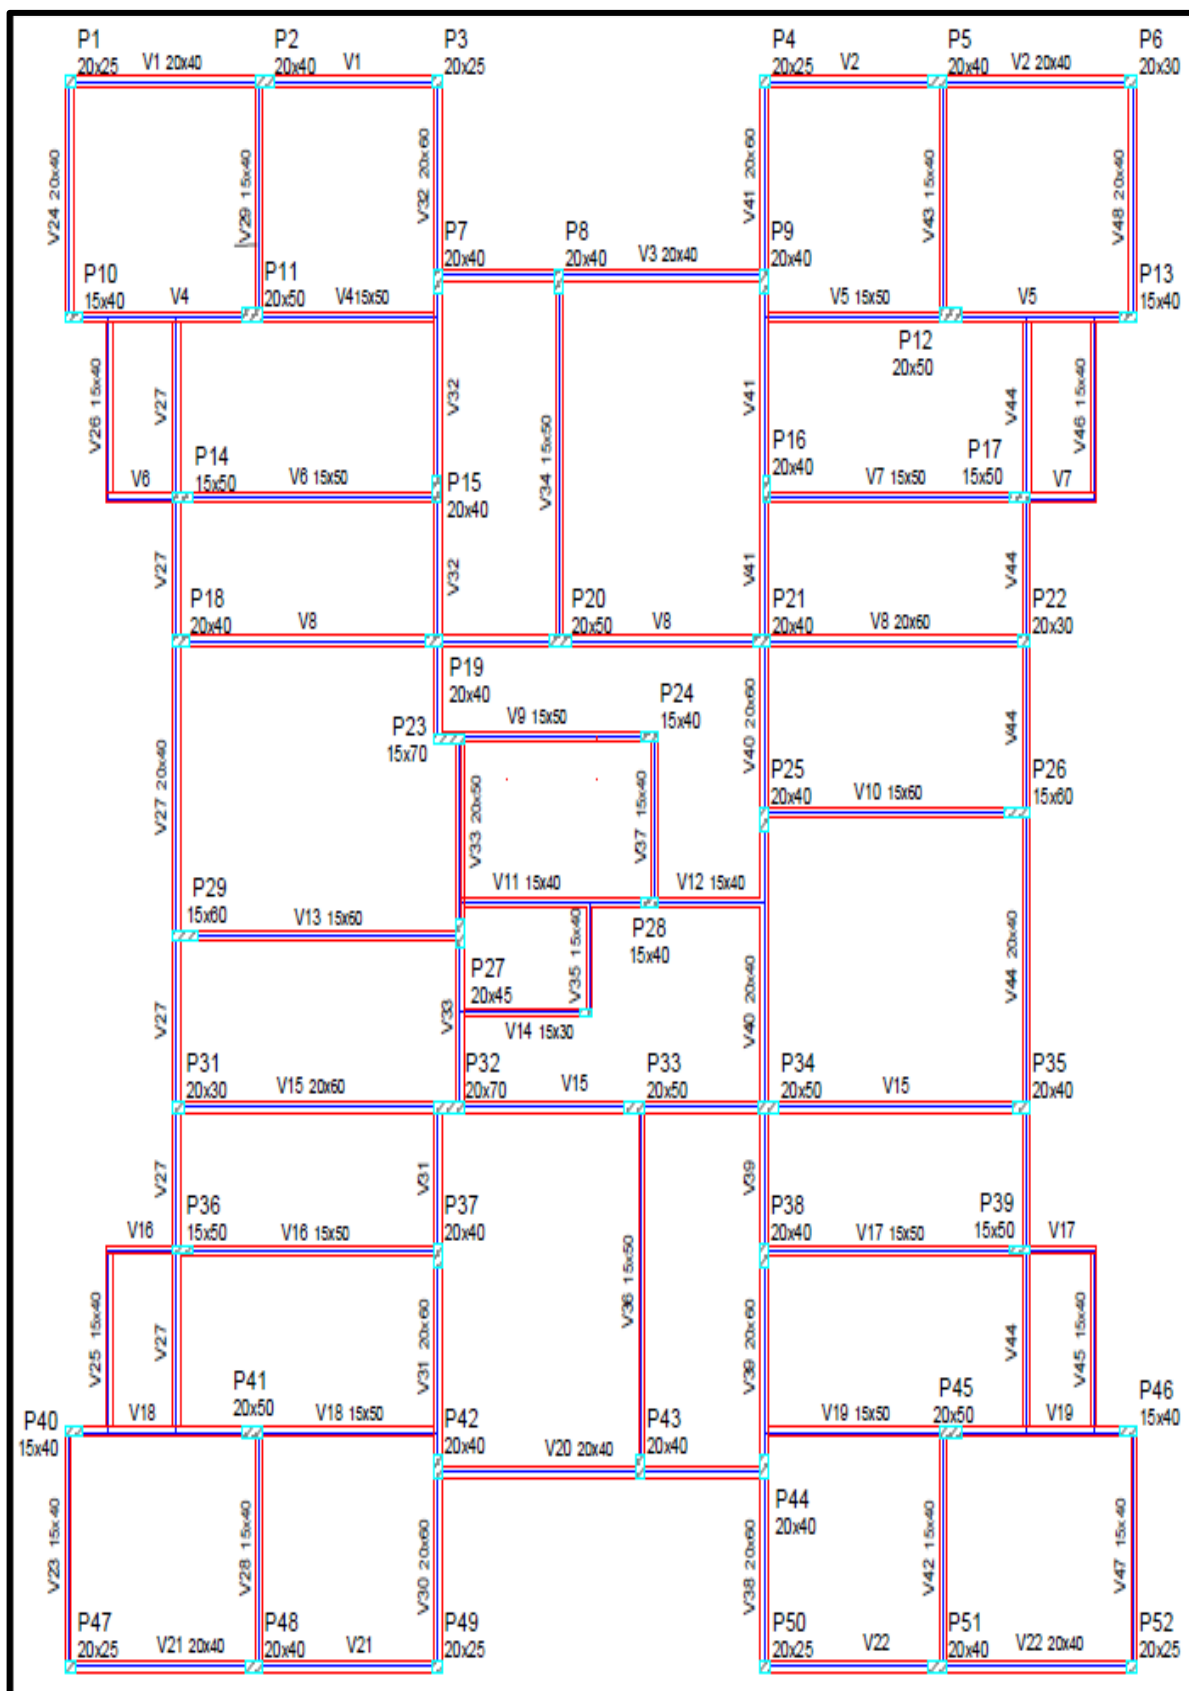 P1
20x25
V1 20x40
P2
20x40
V1
P3
20x25
P4
20x25
V2
P5
20x40
V2 20x40
P6
20x30
V24 20x40
V29 15x40
V32 20x60
V41 20x60
V43 15x40
V48 20x40
P7
20x40
P8
20x40
V3 20x40
P9
20x40
P10
15x40
V4
P11
20x50
V4 15x50
V5 15x50
P12
20x50
V5
P13
15x40
V26 15x40
V27
V32
V34 15x50
V41
V44
V46 15x40
V6
P14
15x50
V6 15x50
P15
20x40
P16
20x40
V7 15x50
P17
15x50
V7
V27
V32
V41
V44
P18
20x40
V8
P20
20x50
V8
P21
20x40
V8 20x60
P22
20x30
P19
20x40
P23
15x70
V9 15x50
P24
15x40
V40 20x60
V44
V27 20x40
V33 20x50
V37 15x40
P25
20x40
V10 15x60
P26
15x60
V11 15x40
V12 15x40
P29
15x60
V13 15x60
P28
15x40
V35 15x40
V40 20x40
V44 20x40
P27
20x45
V27
V33
V14 15x30
P31
20x30
V15 20x60
P32
20x70
V15
P33
20x50
P34
20x50
V15
P35
20x40
V27
V31
V39
V16
P36
15x50
V16 15x50
P37
20x40
P38
20x40
V17 15x50
P39
15x50
V17
V25 15x40
V27
V31 20x60
V36 15x50
V39 20x60
V44
V45 15x40
P40
15x40
V18
P41
20x50
V18 15x50
P42
20x40
V20 20x40
P43
20x40
V19 15x50
P45
20x50
V19
P46
15x40
P44
20x40
V23 15x40
V28 15x40
V30 20x60
V38 20x60
V42 15x40
V47 15x40
P47
20x25
V21 20x40
P48
20x40
V21
P49
20x25
P50
20x25
V22
P51
20x40
V22 20x40
P52
20x25